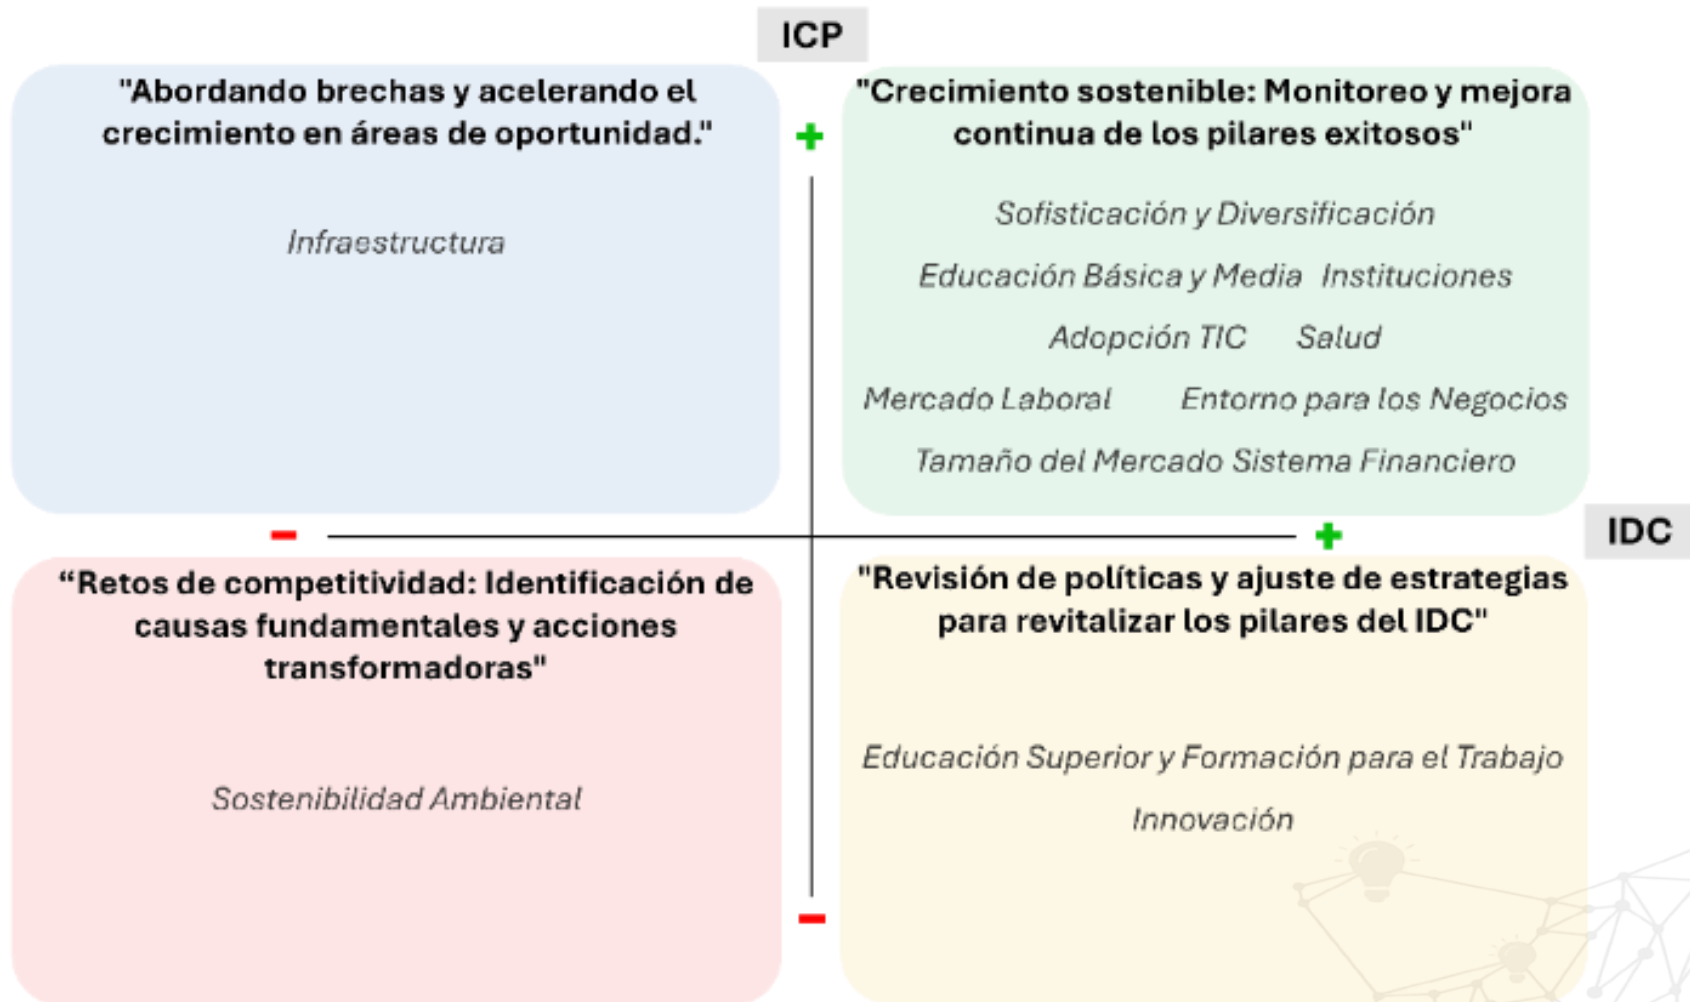 ICP
"Abordando brechas y acelerando el
crecimiento en áreas de oportunidad."
Infraestructura
"Crecimiento sostenible: Monitoreo y mejora
continua de los pilares exitosos"
Sofisticación y Diversificación
Educación Básica y Media Instituciones
Adopción TIC Salud
Mercado Laboral Entorno para los Negocios
Tamaño del Mercado Sistema Financiero
IDC
“Retos de competitividad: Identificación de
causas fundamentales y acciones
transformadoras"
Sostenibilidad Ambiental
"Revisión de políticas y ajuste de estrategias
para revitalizar los pilares del IDC"
Educación Superior y Formación para el Trabajo
Innovación